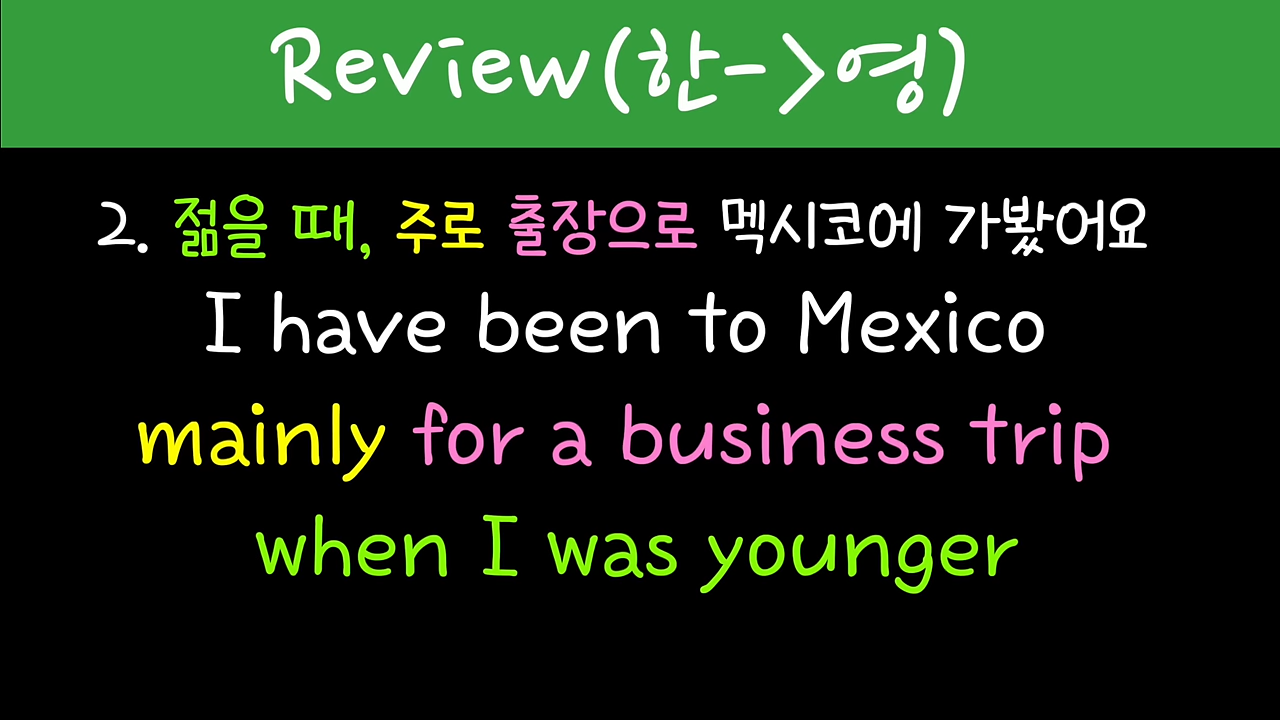 Review(한->영)
2. 젊을 때, 주로 출장으로 멕시코에 가봤어요
I have been to Mexico
mainly for a business trip
when I was younger